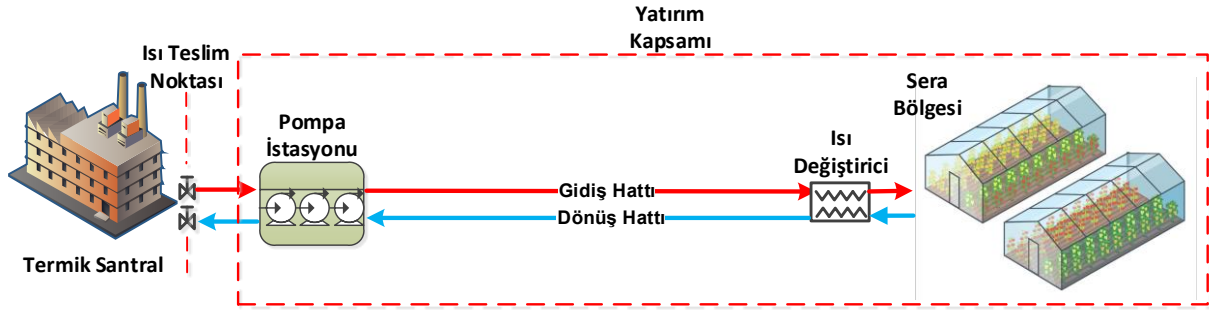 Yatırım
Kapsamı
Isı Teslim
Noktası
Sera
Bölgesi
Pompa
İstasyonu
Isı
Değiştirici
Gidiş Hattı
Dönüş Hattı
Termik Santral